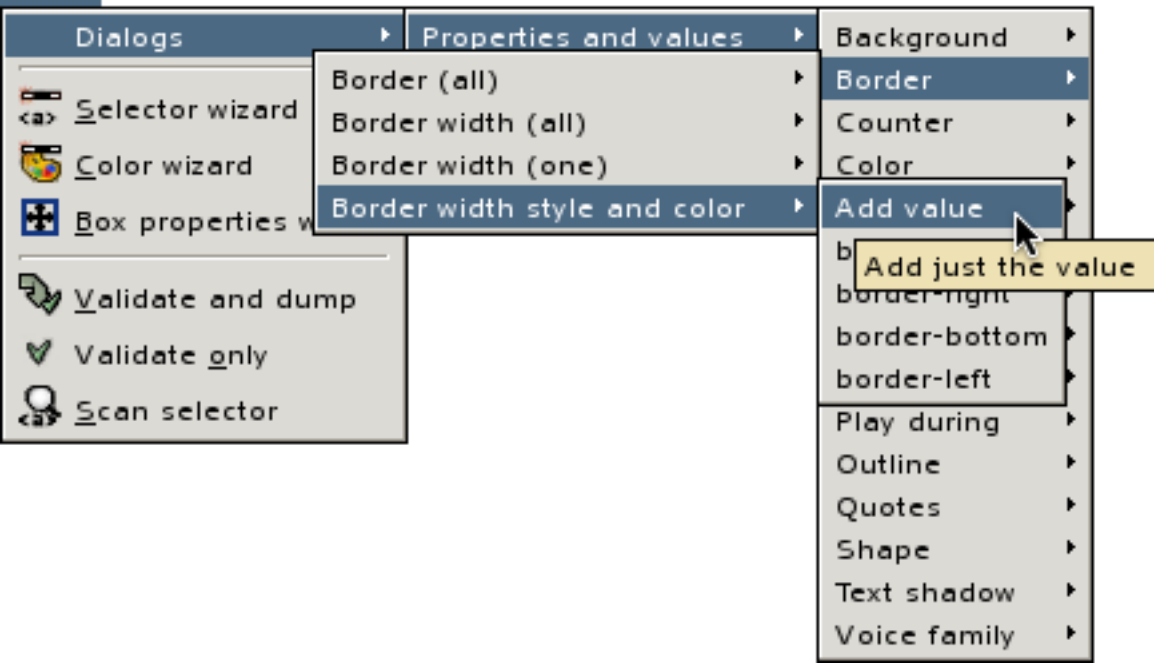 Dialogs
Selector wizard
<a>
Color wizard
Box properties w
Validate and dump
Validate only
Scan selector
<a>
Properties and values
Border (all)
Border width (all)
Border width (one)
Border width style and color
Background
Border
Counter
Color
Add value
Add just the value
b
border-right
border-bottom
border-left
Play during
Outline
Quotes
Shape
Text shadow
Voice family